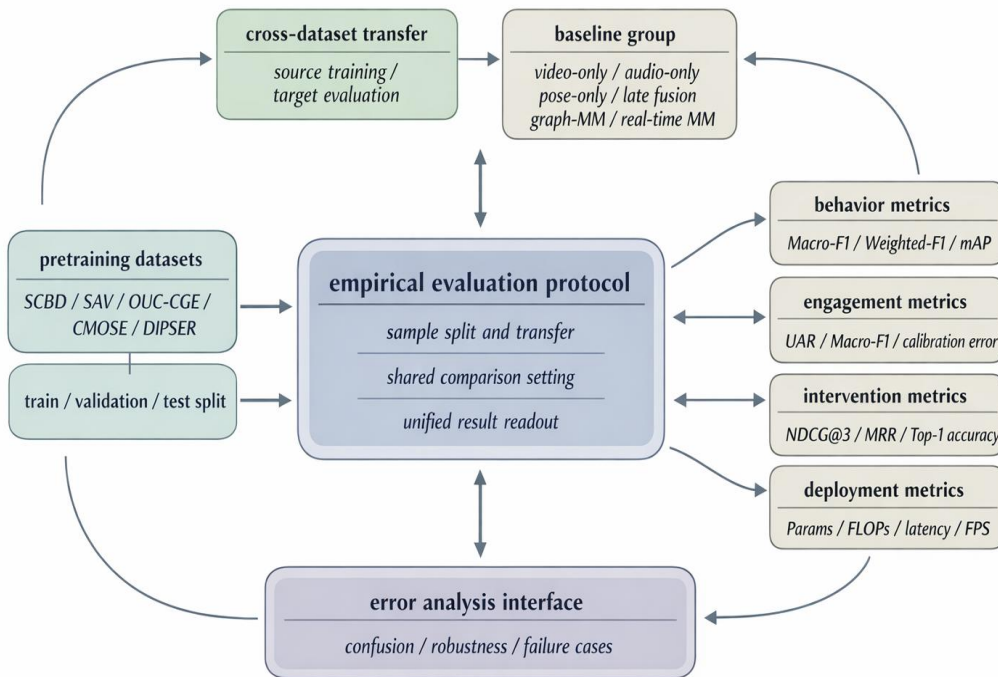 cross-dataset transfer
source training /
target evaluation
baseline group
video-only / audio-only
pose-only / late fusion
graph-MM / real-time MM
pretraining datasets
SCBD / SAV / OUC-CGE /
CMOSE / DIPSER
train / validation / test split
empirical evaluation protocol
sample split and transfer
shared comparison setting
unified result readout
behavior metrics
Macro-F1 / Weighted-F1 / mAP
engagement metrics
UAR / Macro-F1 / calibration error
intervention metrics
NDCG@3 / MRR / Top-1 accuracy
deployment metrics
Params / FLOPs / latency / FPS
error analysis interface
confusion / robustness / failure cases